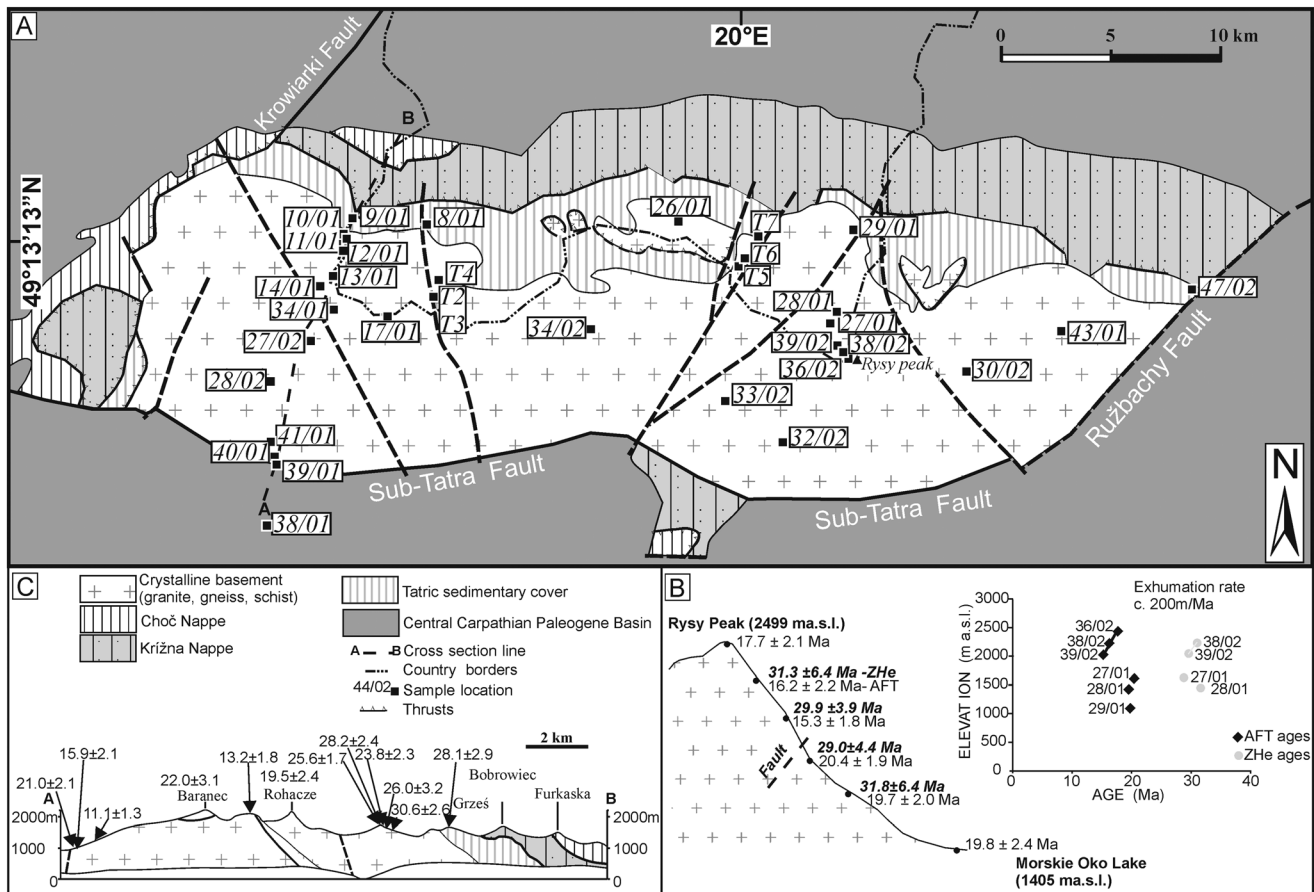 A
20°E
0 5 10 km
Krowiarki Fault
B
49°13'13"N
10/01
9/01
8/01
11/01
12/01
13/01
14/01
34/01
17/01
27/02
28/02
41/01
40/01
39/01
A
38/01
T4
T2
T3
34/02
26/01
T7
T6
T5
29/01
28/01
27/01
39/02
38/02
36/02
Rysy peak
33/02
32/02
30/02
43/01
47/02
Ružbachy Fault
Sub-Tatra Fault
Sub-Tatra Fault
N
C
Crystalline basement
(granite, gneiss, schist)
Choč Nappe
Krížna Nappe
Tatric sedimentary cover
Central Carpathian Paleogene Basin
A B Cross section line
Country borders
44/02 Sample location
Thrusts
2 km
21.0±2.1
15.9±2.1
11.1±1.3
22.0±3.1
Baranec
13.2±1.8
19.5±2.4
Rohacze
25.6±1.7
28.2±2.4
23.8±2.3
26.0±3.2
30.6±2.6
28.1±2.9
Grześ
Bobrowiec
Furkaska
A
B
2000m
1000
0
2000m
1000
0
B
Rysy Peak (2499 ma.s.l.)
17.7 ± 2.1 Ma
31.3 ±6.4 Ma -ZHe
16.2 ± 2.2 Ma- AFT
29.9 ±3.9 Ma
15.3 ± 1.8 Ma
Fault
29.0±4.4 Ma
20.4 ± 1.9 Ma
31.8±6.4 Ma
19.7 ± 2.0 Ma
19.8 ± 2.4 Ma
Morskie Oko Lake
(1405 ma.s.l.)
Exhumation rate
c. 200m/Ma
ELEVATION (m a.s.l.)
3000
2500
2000
1500
1000
500
0
36/02
38/02
39/02
27/01
28/01
29/01
38/02
39/02
27/01
28/01
0 10 20 30 40
AGE (Ma)
AFT ages
ZHe ages